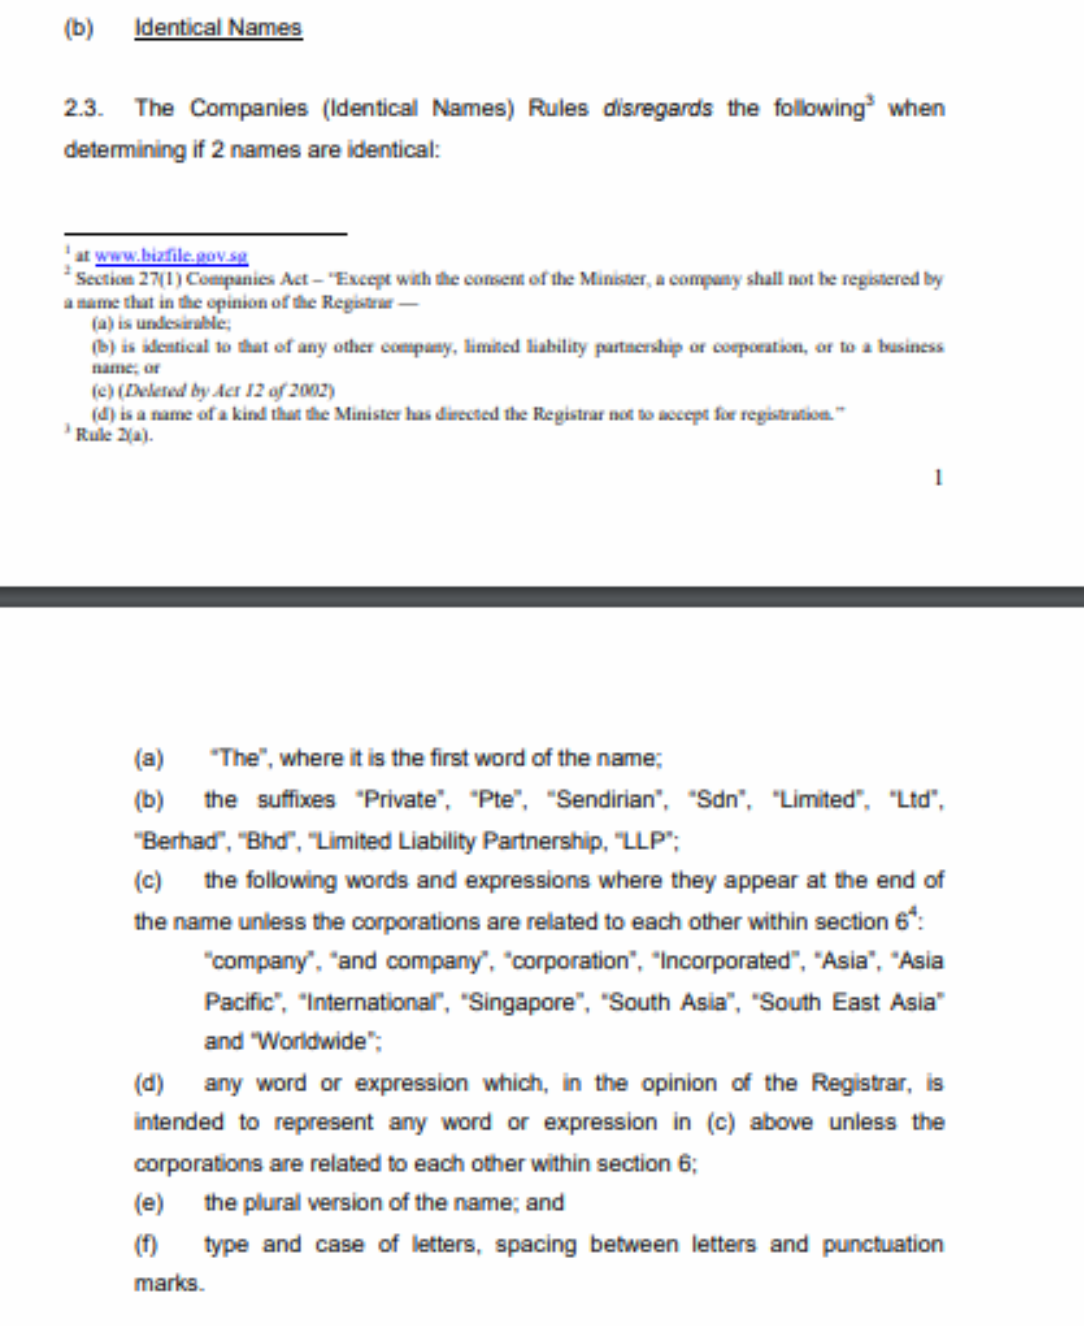 (b) Identical Names
2.3. The Companies (Identical Names) Rules disregards the following3 when
determining if 2 names are identical:
1 at www.bizfile.gov.sg
2 Section 27(1) Companies Act – “Except with the consent of the Minister, a company shall not be registered by
a name that in the opinion of the Registrar —
(a) is undesirable;
(b) is identical to that of any other company, limited liability partnership or corporation, or to a business
name; or
(c) (Deleted by Act 12 of 2002)
(d) is a name of a kind that the Minister has directed the Registrar not to accept for registration.”
3 Rule 2(a).
1
(a) “The”, where it is the first word of the name;
(b) the suffixes “Private”, “Pte”, “Sendirian”, “Sdn”, “Limited”, “Ltd”,
“Berhad”, “Bhd”, “Limited Liability Partnership, “LLP”;
(c) the following words and expressions where they appear at the end of
the name unless the corporations are related to each other within section 64:
“company”, “and company”, “corporation”, “Incorporated”, “Asia”, “Asia
Pacific”, “International”, “Singapore”, “South Asia”, “South East Asia”
and “Worldwide”;
(d) any word or expression which, in the opinion of the Registrar, is
intended to represent any word or expression in (c) above unless the
corporations are related to each other within section 6;
(e) the plural version of the name; and
(f) type and case of letters, spacing between letters and punctuation
marks.